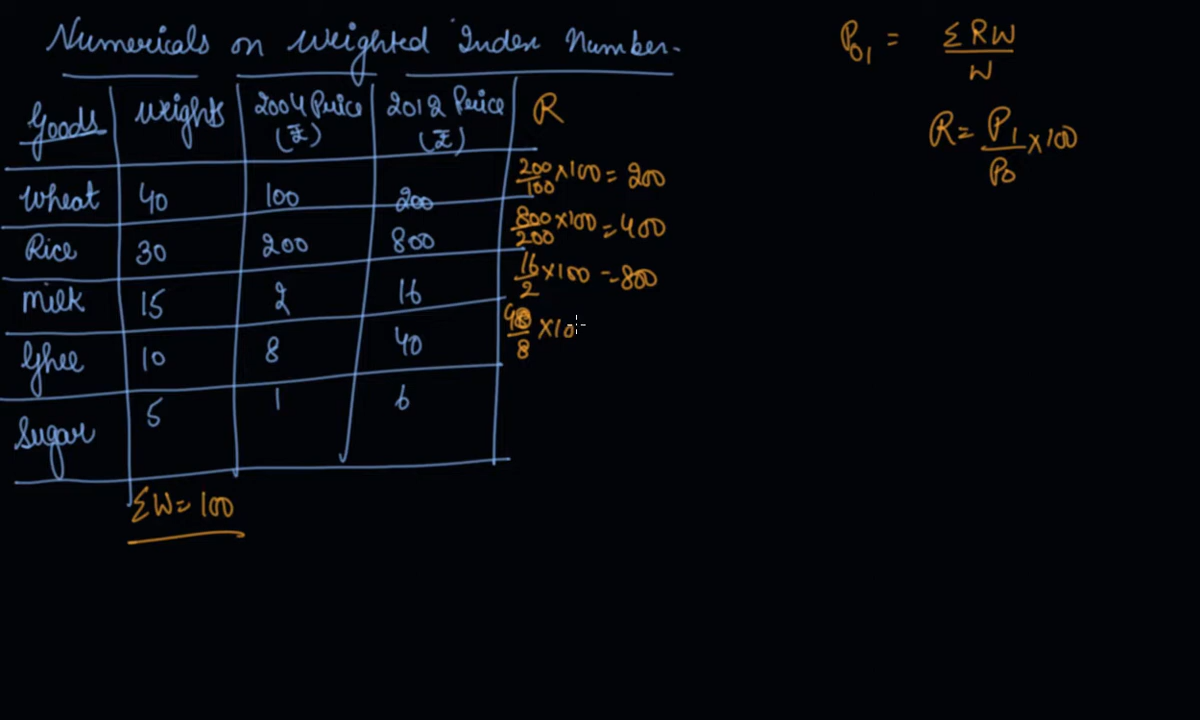 Numericals on Weighted Index Number.
P01 = ΣRW / W
R = P1/P0 × 100
Goods Weights 2004 Price (₹) 2012 Price (₹) R
Wheat 40 100 200 200/100 × 100 = 200
Rice 30 200 800 800/200 × 100 = 400
Milk 15 2 16 16/2 × 100 = 800
Ghee 10 8 40 40/8 × 10
Sugar 5 1 6
ΣW = 100